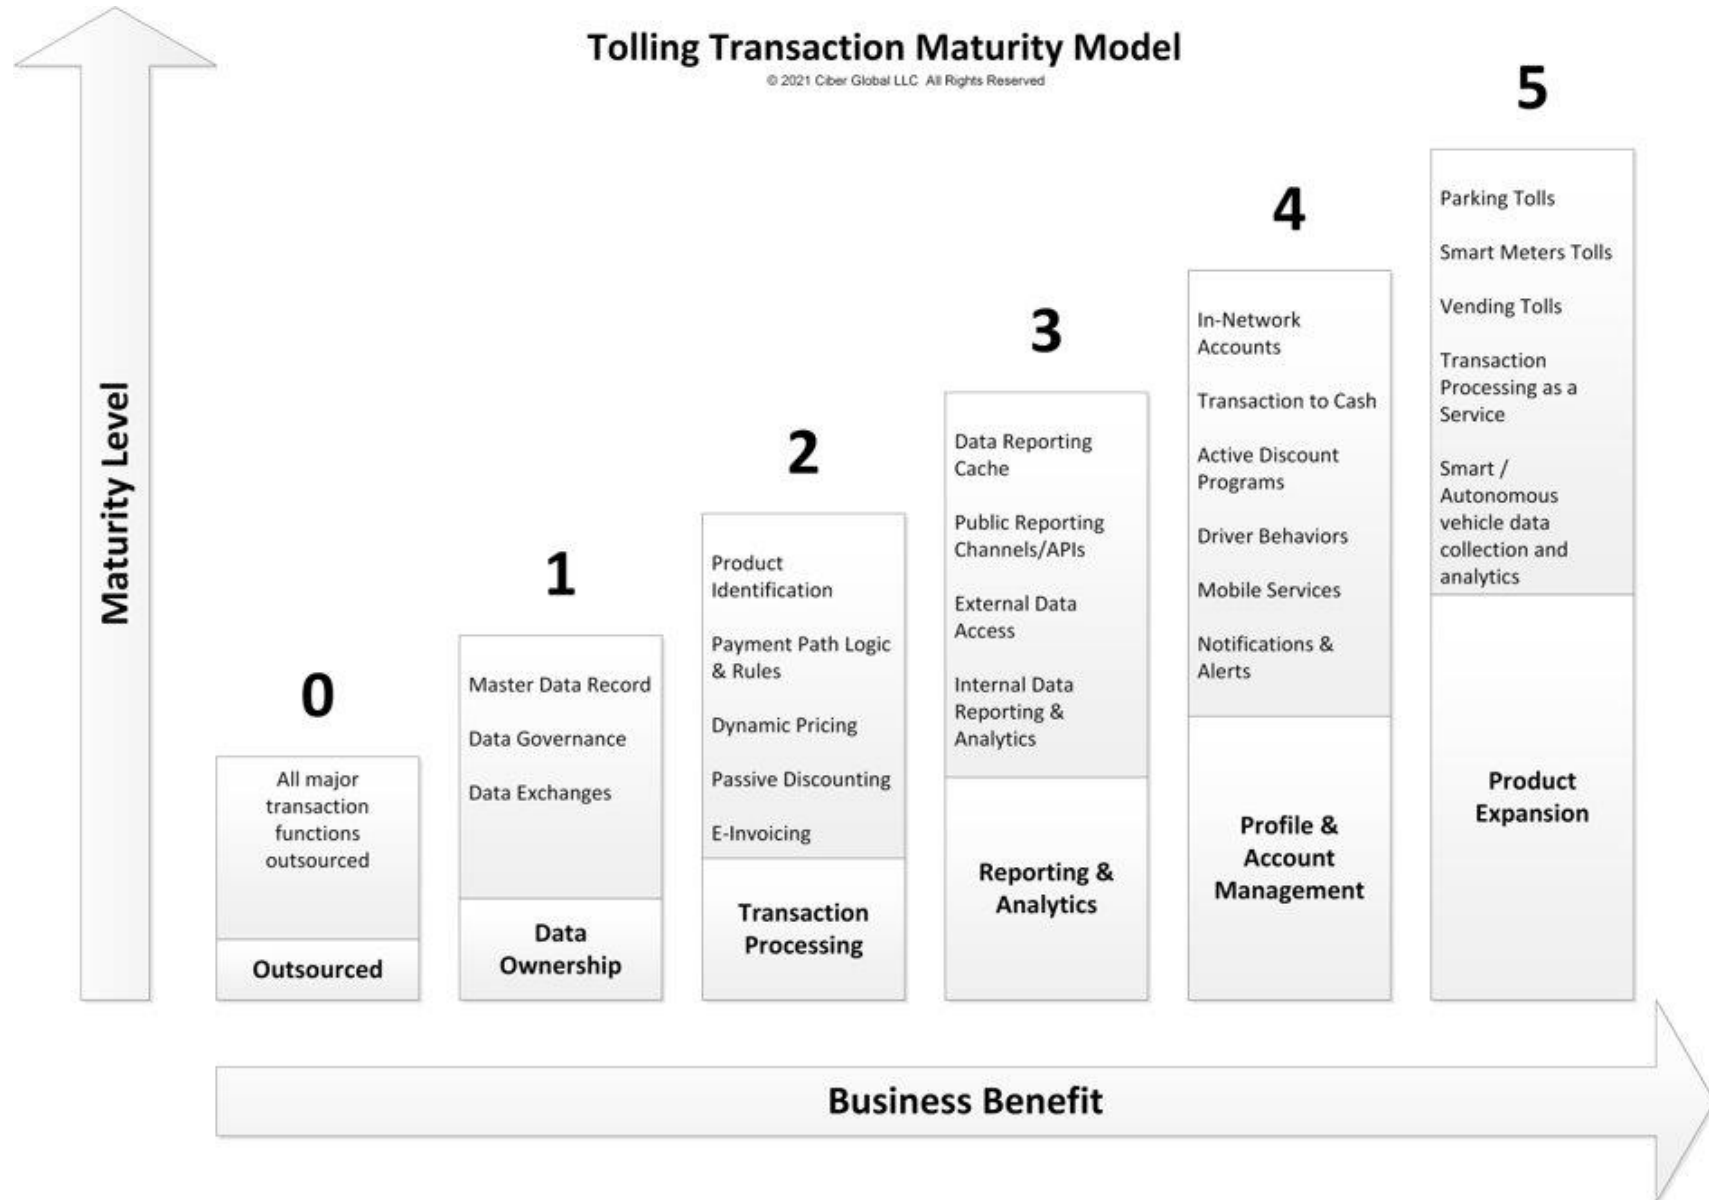 Tolling Transaction Maturity Model
© 2021 Ciber Global LLC All Rights Reserved
Maturity Level
0
All major
transaction
functions
outsourced
Outsourced
1
Master Data Record
Data Governance
Data Exchanges
Data
Ownership
2
Product
Identification
Payment Path Logic
& Rules
Dynamic Pricing
Passive Discounting
E-Invoicing
Transaction
Processing
3
Data Reporting
Cache
Public Reporting
Channels/APIs
External Data
Access
Internal Data
Reporting &
Analytics
Reporting &
Analytics
4
In-Network
Accounts
Transaction to Cash
Active Discount
Programs
Driver Behaviors
Mobile Services
Notifications &
Alerts
Profile &
Account
Management
5
Parking Tolls
Smart Meters Tolls
Vending Tolls
Transaction
Processing as a
Service
Smart /
Autonomous
vehicle data
collection and
analytics
Product
Expansion
Business Benefit